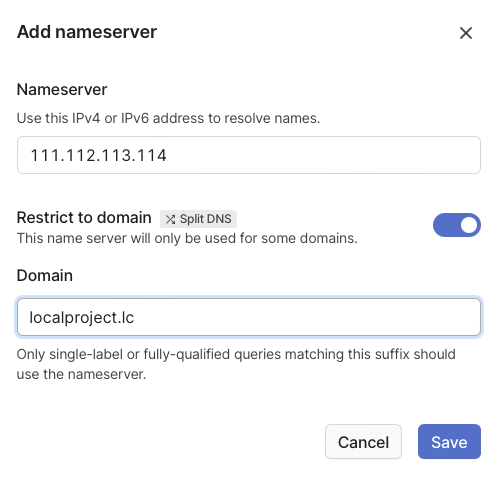 Add nameserver
Nameserver
Use this IPv4 or IPv6 address to resolve names.
111.112.113.114
Restrict to domain Split DNS
This name server will only be used for some domains.
Domain
localproject.lc
Only single-label or fully-qualified queries matching this suffix should
use the nameserver.
Cancel Save